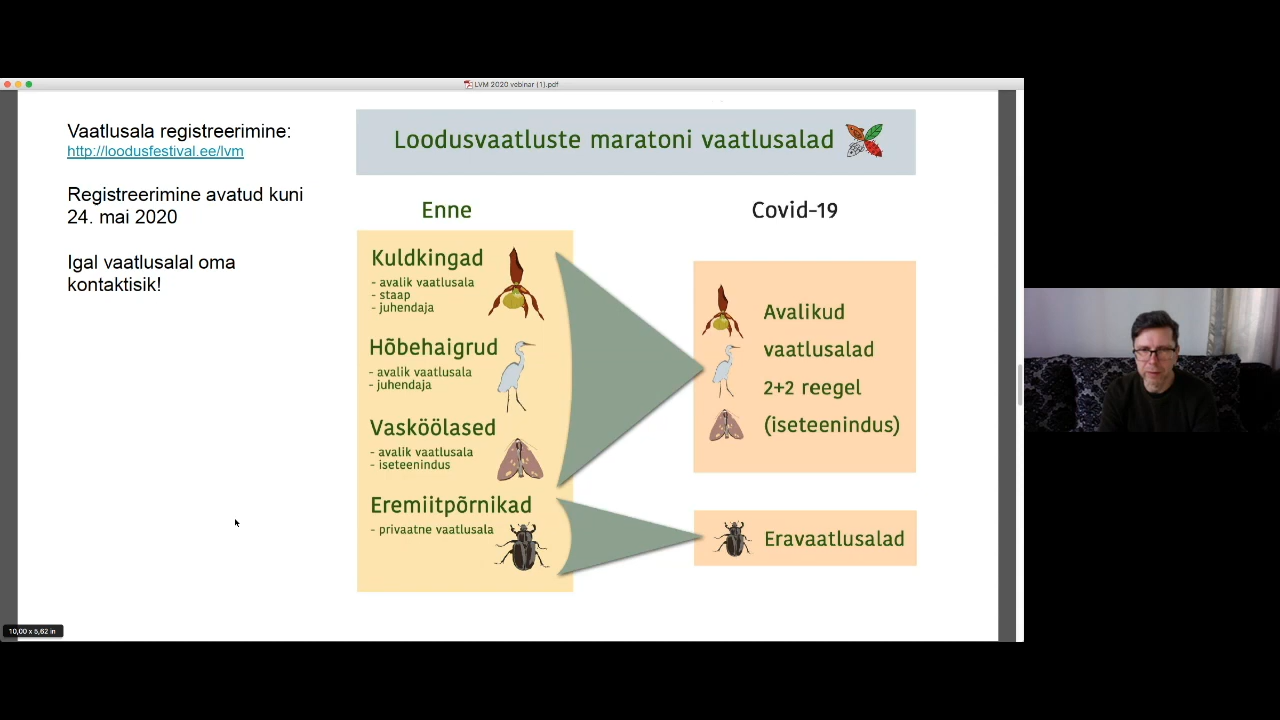 LVM 2020 vebinar (1).pdf
Vaatlusala registreerimine:
http://loodusfestival.ee/lvm
Registreerimine avatud kuni
24. mai 2020
Igal vaatlusalal oma
kontaktisik!
Loodusvaatluste maratoni vaatlusalad
Enne
Kuldkingad
- avalik vaatlusala
- staap
- juhendaja
Hõbehaigrud
- avalik vaatlusala
- juhendaja
Vasköölased
- avalik vaatlusala
- iseteenindus
Eremiitpõrnikad
- privaatne vaatlusala
Covid-19
Avalikud
vaatlusalad
2+2 reegel
(iseteenindus)
Eravaatlusalad
10,00 x 5,62 in